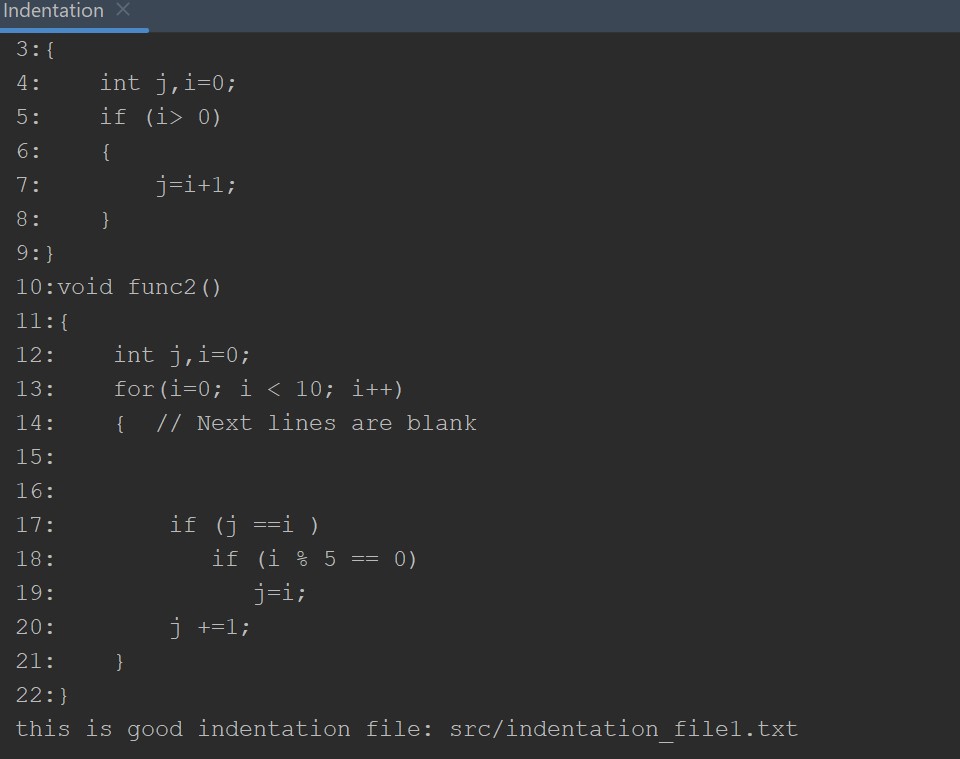 Indentation
3:{
4:    int j,i=0;
5:    if (i> 0)
6:    {
7:        j=i+1;
8:    }
9:}
10:void func2()
11:{
12:    int j,i=0;
13:    for(i=0; i < 10; i++)
14:    {  // Next lines are blank
15:
16:
17:        if (j ==i )
18:           if (i % 5 == 0)
19:              j=i;
20:        j +=1;
21:    }
22:}
this is good indentation file: src/indentation_file1.txt